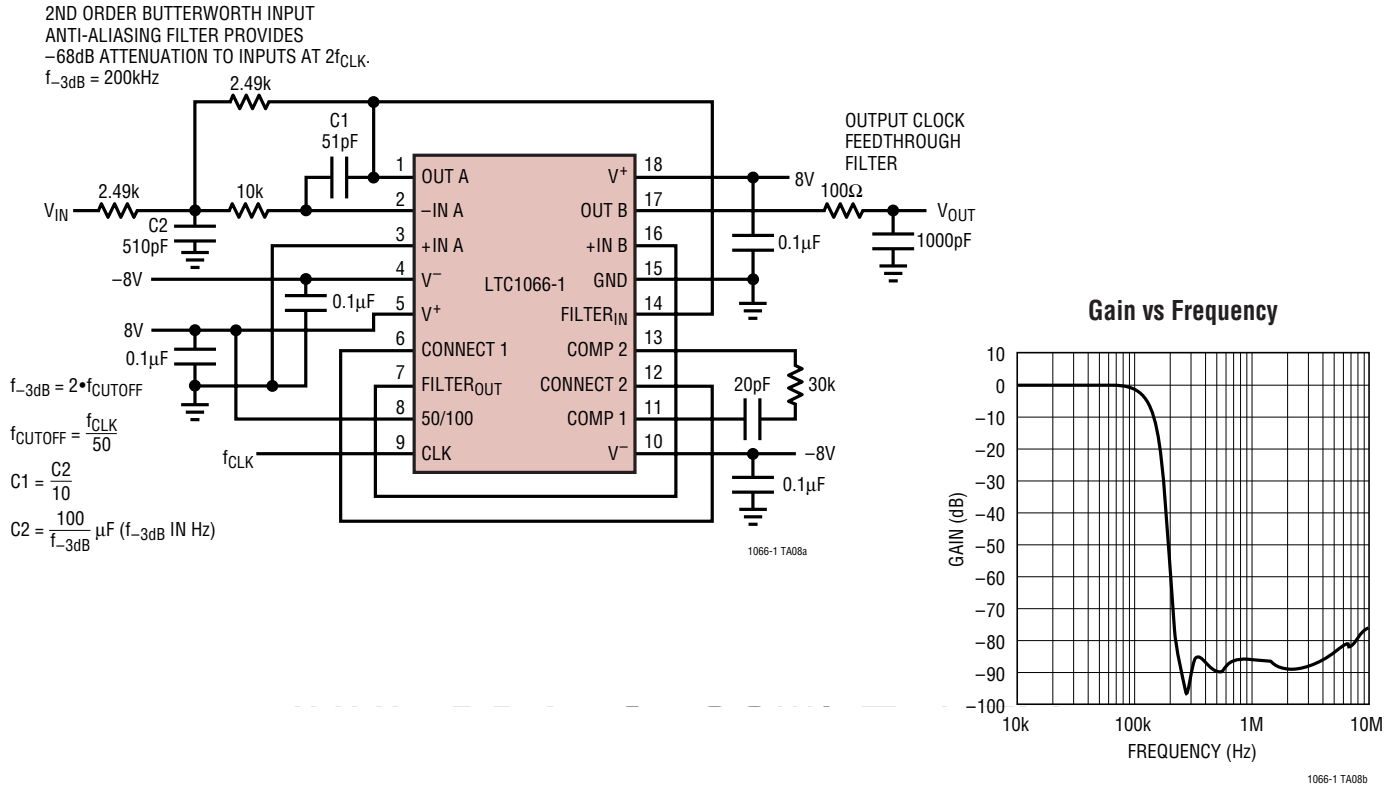 2ND ORDER BUTTERWORTH INPUT
ANTI-ALIASING FILTER PROVIDES
–68dB ATTENUATION TO INPUTS AT 2fCLK.
f–3dB = 200kHz
2.49k
C1
51pF
VIN
2.49k
10k
C2
510pF
–8V
0.1µF
8V
0.1µF
f–3dB = 2•fCUTOFF
fCUTOFF = fCLK
50
C1 = C2
10
C2 = 100
f–3dB
µF (f–3dB IN Hz)
fCLK
1
OUT A
2
–IN A
3
+IN A
4
V–
5
V+
6
CONNECT 1
7
FILTEROUT
8
50/100
9
CLK
LTC1066-1
18
V+
17
OUT B
16
+IN B
15
GND
14
FILTERIN
13
COMP 2
12
CONNECT 2
11
COMP 1
10
V–
8V
0.1µF
OUTPUT CLOCK
FEEDTHROUGH
FILTER
100Ω
VOUT
1000pF
20pF
30k
–8V
0.1µF
1066-1 TA08a
Gain vs Frequency
GAIN (dB)
10
0
–10
–20
–30
–40
–50
–60
–70
–80
–90
–100
10k
100k
1M
10M
FREQUENCY (Hz)
1066-1 TA08b